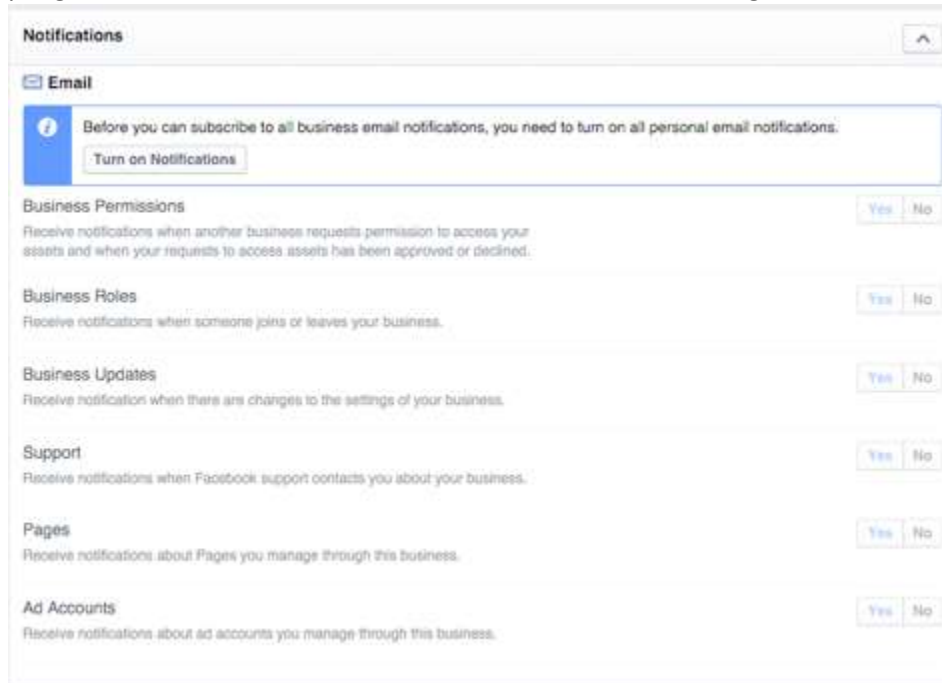 Notifications
Email
Before you can subscribe to all business email notifications, you need to turn on all personal email notifications.
Turn on Notifications
Business Permissions
Yes No
Receive notifications when another business requests permission to access your
assets and when your requests to access assets has been approved or declined.
Business Roles
Yes No
Receive notifications when someone joins or leaves your business.
Business Updates
Yes No
Receive notification when there are changes to the settings of your business.
Support
Yes No
Receive notifications when Facebook support contacts you about your business.
Pages
Yes No
Receive notifications about Pages you manage through this business.
Ad Accounts
Yes No
Receive notifications about ad accounts you manage through this business.